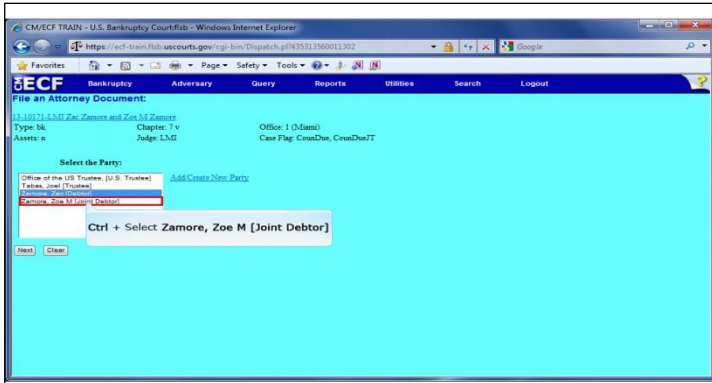 CM/ECF TRAIN - U.S. Bankruptcy Court:flsb - Windows Internet Explorer
https://ecf-train.flsb.uscourts.gov/cgi-bin/Dispatch.pl?435313560011302
Google
Favorites Page Safety Tools
ECF Bankruptcy Adversary Query Reports Utilities Search Logout ?
File an Attorney Document:
13-10171-LMI Zac Zamore and Zoe M Zamore
Type: bk Chapter: 7 v Office: 1 (Miami)
Assets: n Judge: LMI Case Flag: CounDue, CounDueJT
Select the Party:
Office of the US Trustee, [U.S. Trustee] Add/Create New Party
Tabas, Joel [Trustee]
Zamore, Zac [Debtor]
Zamore, Zoe M [Joint Debtor]
Ctrl + Select Zamore, Zoe M [Joint Debtor]
Next Clear